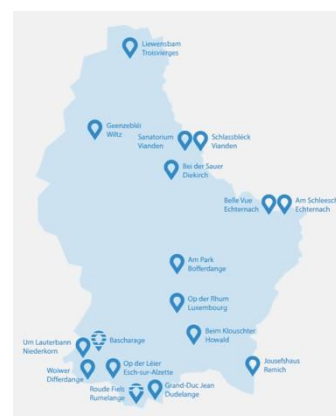 Liewensbam
Troisvierges
Geenzebléi
Wiltz
Sanatorium
Vianden
Schlassbléck
Vianden
Bei der Sauer
Diekirch
Belle Vue
Echternach
Am Schleesch
Echternach
Am Park
Bofferdange
Op der Rhum
Luxembourg
Beim Klouschter
Howald
Um Lauterbann
Niederkorn
Bascharage
Woiwer
Differdange
Op der Léier
Esch-sur-Alzette
Jousefshaus
Remich
Roude Fiels
Rumelange
Grand-Duc Jean
Dudelange